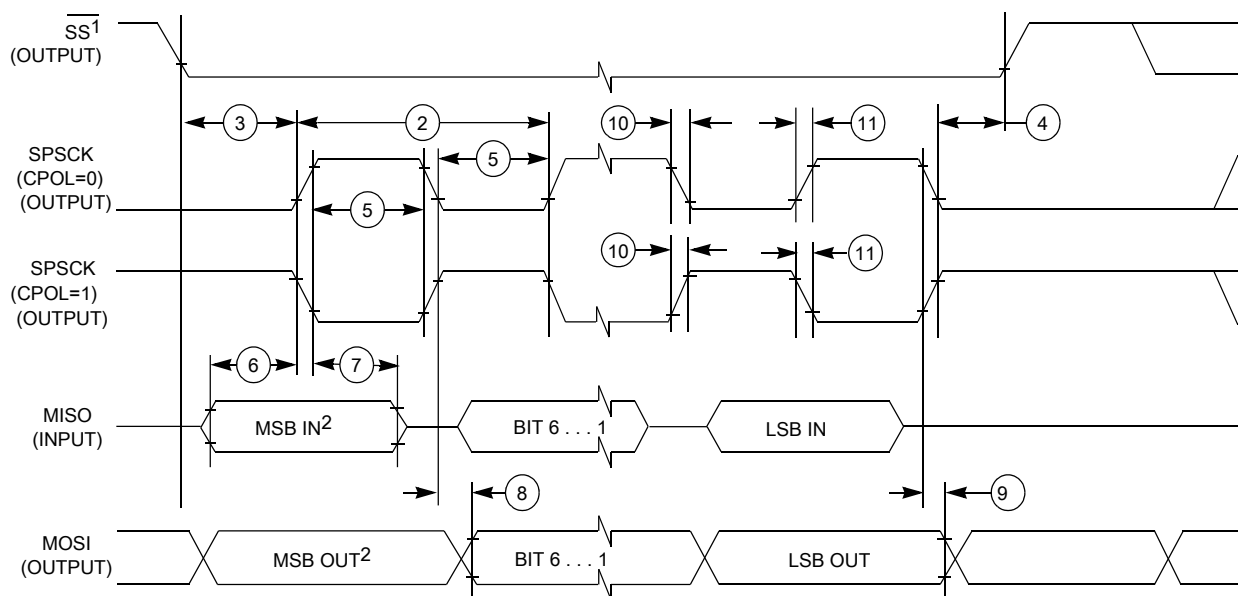 SS1
(OUTPUT)
3
2
10
11
4
SPSCK
(CPOL=0)
(OUTPUT)
5
5
10
11
SPSCK
(CPOL=1)
(OUTPUT)
6
7
MISO
(INPUT)
MSB IN2
BIT 6 . . . 1
LSB IN
8
9
MOSI
(OUTPUT)
MSB OUT2
BIT 6 . . . 1
LSB OUT